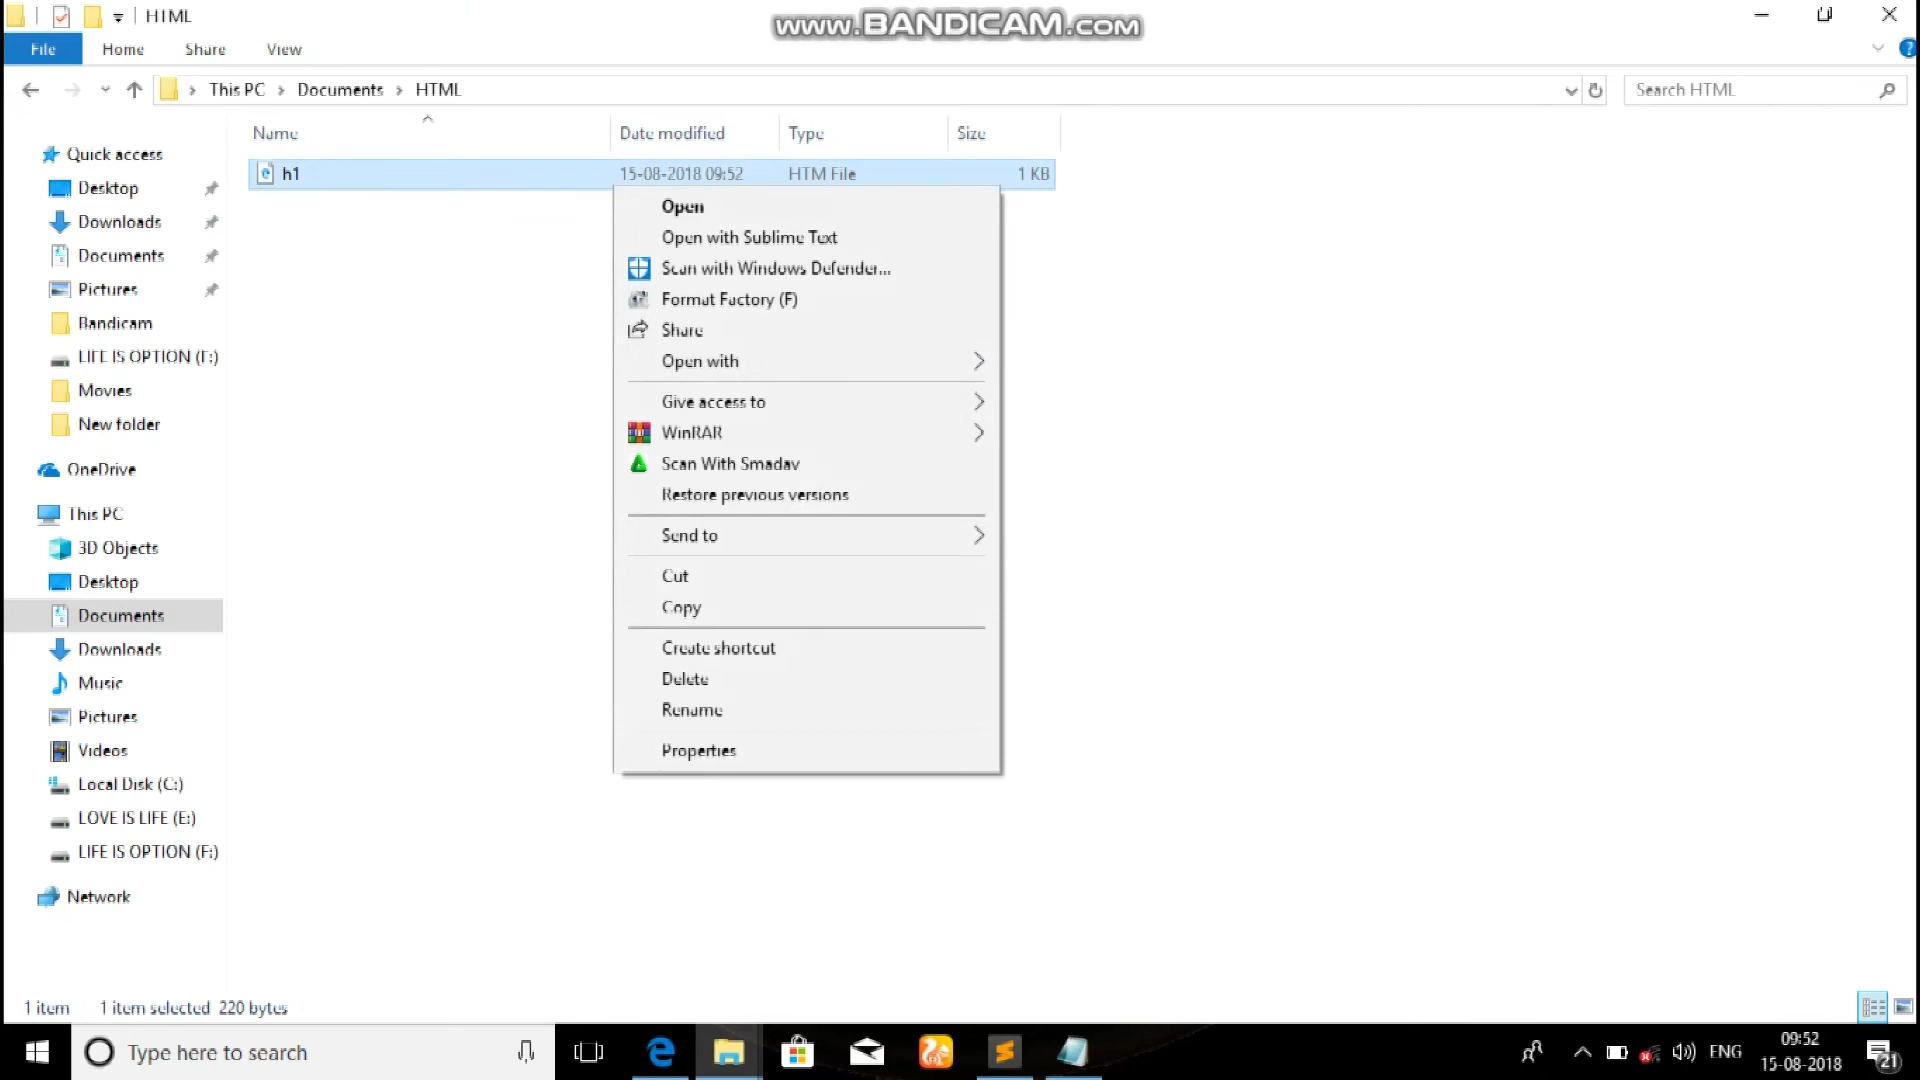 HTML
www.BANDICAM.com
File Home Share View
This PC > Documents > HTML
Search HTML
Name Date modified Type Size
h1 15-08-2018 09:52 HTM File 1 KB
Quick access
Desktop
Downloads
Documents
Pictures
Bandicam
LIFE IS OPTION (F:)
Movies
New folder
OneDrive
This PC
3D Objects
Desktop
Documents
Downloads
Music
Pictures
Videos
Local Disk (C:)
LOVE IS LIFE (E:)
LIFE IS OPTION (F:)
Network
Open
Open with Sublime Text
Scan with Windows Defender...
Format Factory (F)
Share
Open with
Give access to
WinRAR
Scan With Smadav
Restore previous versions
Send to
Cut
Copy
Create shortcut
Delete
Rename
Properties
1 item 1 item selected 220 bytes
Type here to search
ENG
09:52
15-08-2018
21